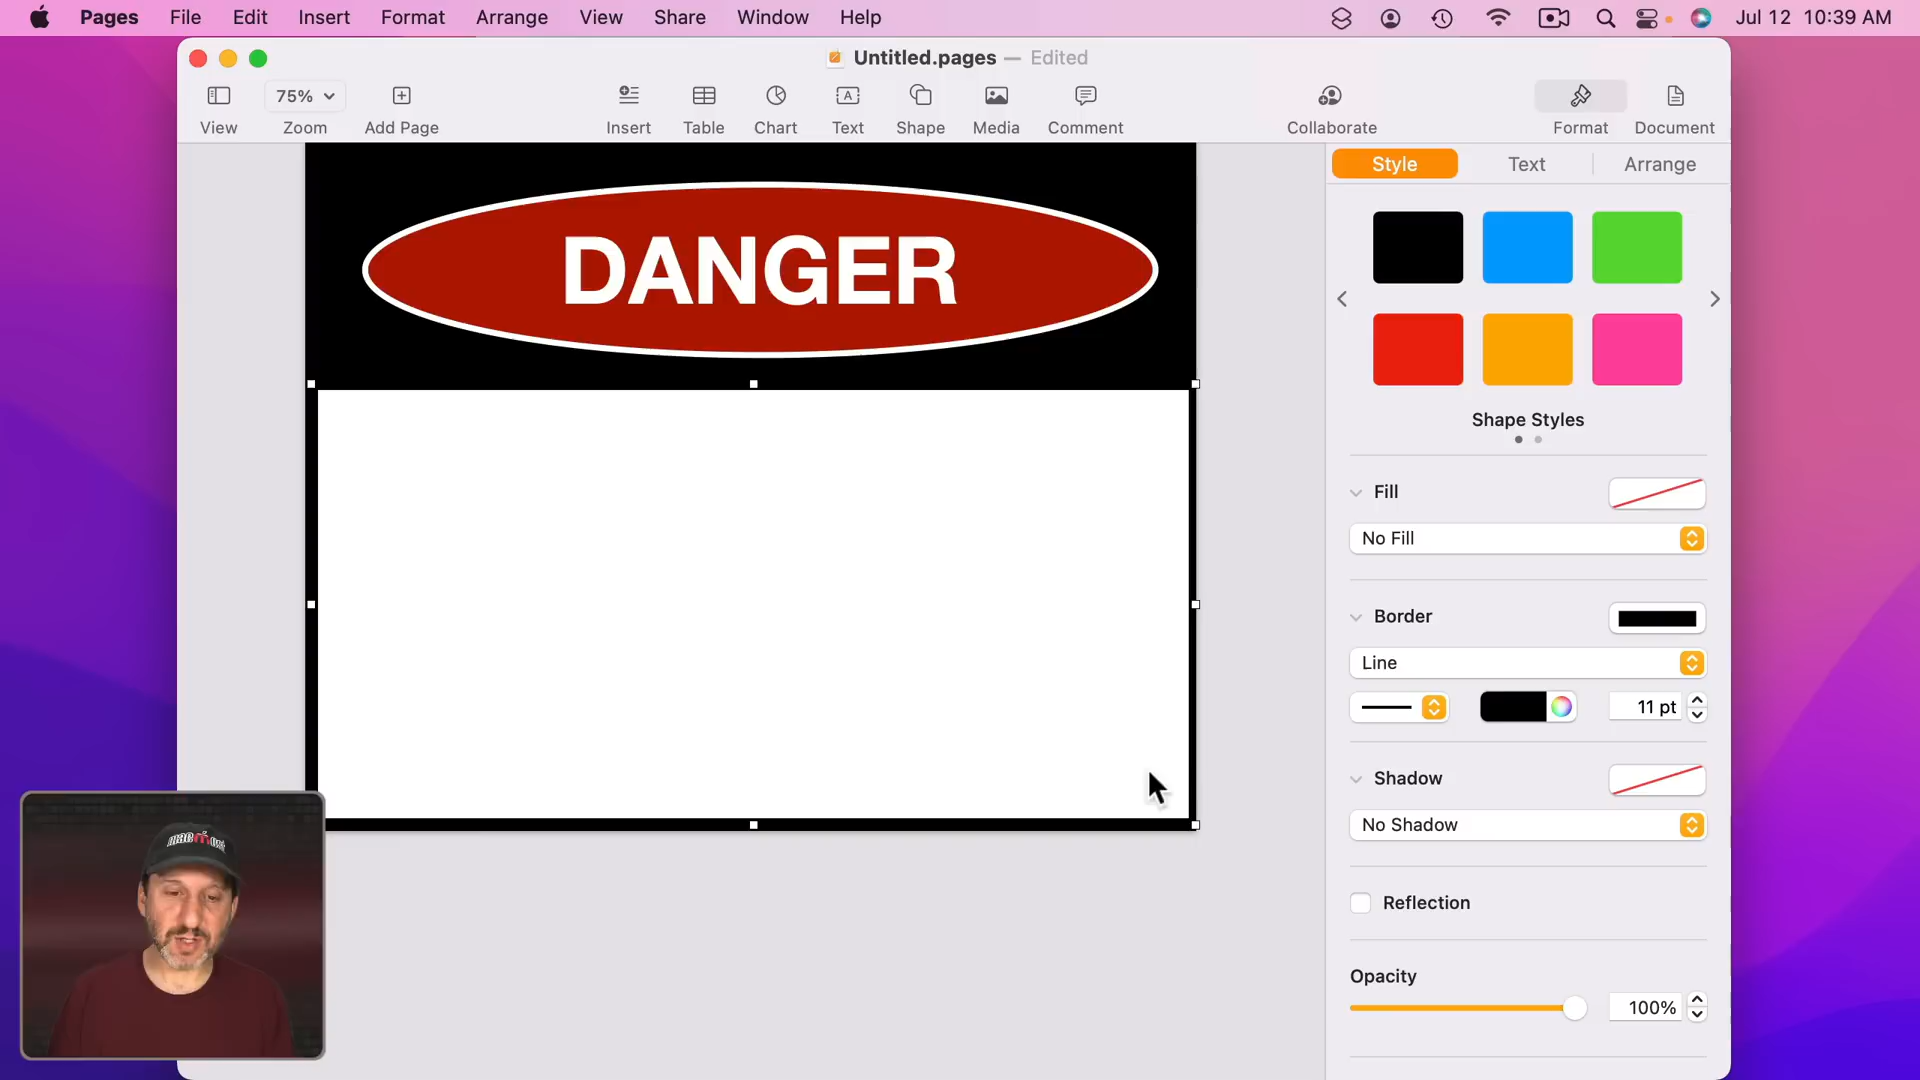 Pages File Edit Insert Format Arrange View Share Window Help Jul 12 10:39 AM
Untitled.pages — Edited
75%
View Zoom Add Page Insert Table Chart Text Shape Media Comment Collaborate Format Document
Style Text Arrange
DANGER
Shape Styles
Fill
No Fill
Border
Line
11 pt
Shadow
No Shadow
Reflection
Opacity
100%